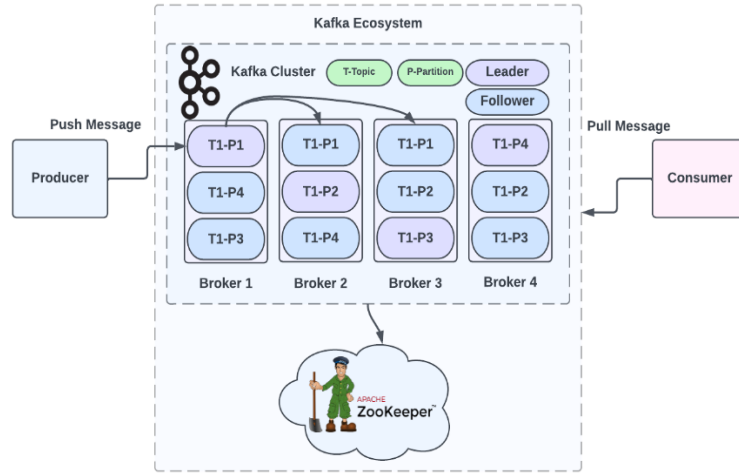 Kafka Ecosystem
Kafka Cluster
T-Topic
P-Partition
Leader
Follower
Push Message
Pull Message
Producer
Consumer
T1-P1
T1-P4
T1-P3
Broker 1
T1-P1
T1-P2
T1-P4
Broker 2
T1-P1
T1-P2
T1-P3
Broker 3
T1-P4
T1-P2
T1-P3
Broker 4
APACHE
ZooKeeper™